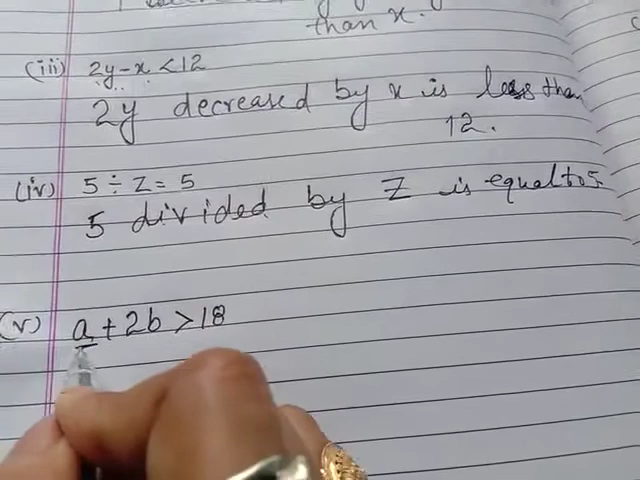 than x.
(iii) 2y - x < 12
2y decreased by x is less than
12.
(iv) 5 ÷ Z = 5
5 divided by Z is equal to 5.
(v) a + 2b > 18